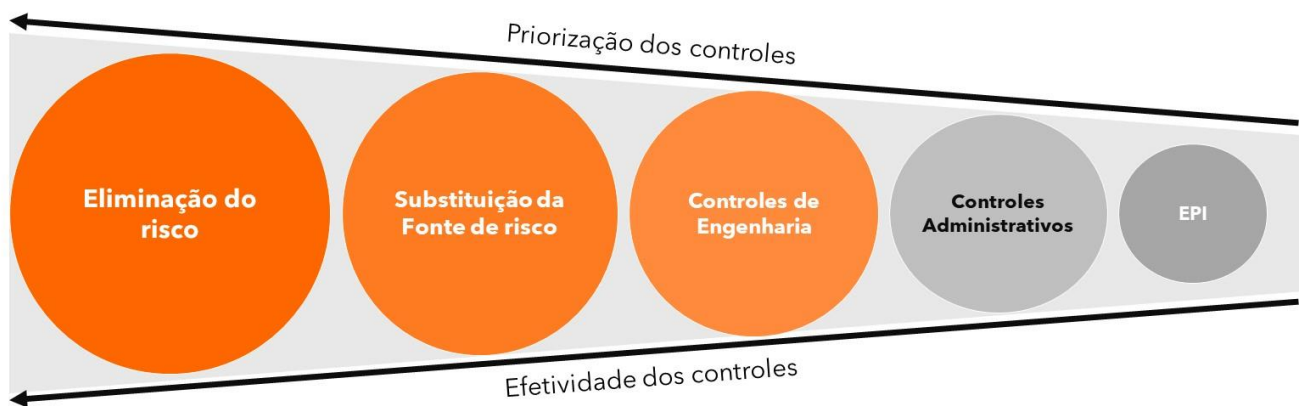 Priorização dos controles
Eliminação do
risco
Substituição da
Fonte de risco
Controles de
Engenharia
Controles
Administrativos
EPI
Efetividade dos controles